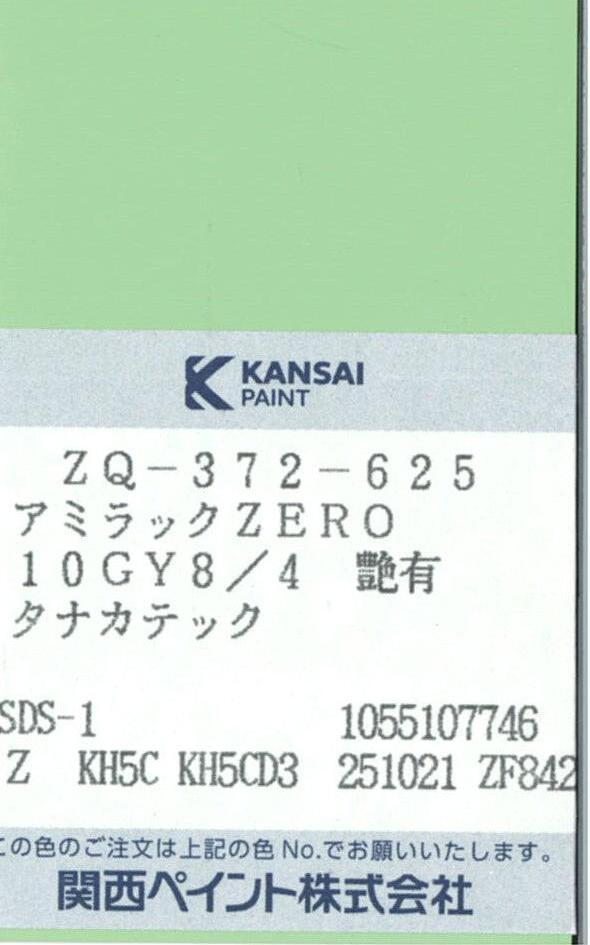 KANSAI
PAINT
ZQ-372-625
アミラックZERO
10GY8/4 艶有
タナカテック
SDS-1 1055107746
Z KH5C KH5CD3 251021 ZF842
この色のご注文は上記の色No.でお願いいたします。
関西ペイント株式会社